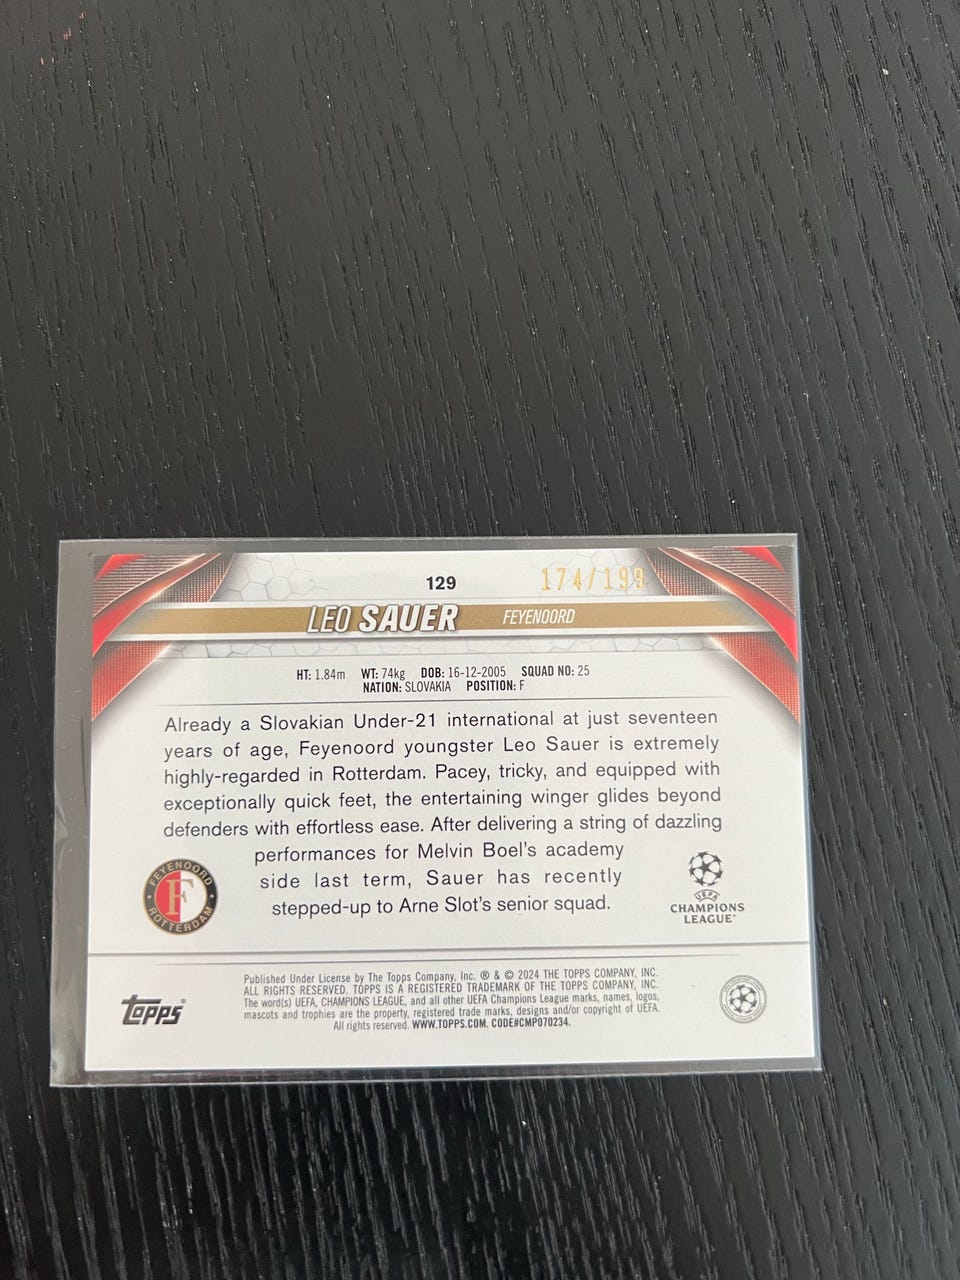 129
174/199
LEO SAUER FEYENOORD
HT: 1.84m WT: 74kg DOB: 16-12-2005 SQUAD NO: 25
NATION: SLOVAKIA POSITION: F
Already a Slovakian Under-21 international at just seventeen
years of age, Feyenoord youngster Leo Sauer is extremely
highly-regarded in Rotterdam. Pacey, tricky, and equipped with
exceptionally quick feet, the entertaining winger glides beyond
defenders with effortless ease. After delivering a string of dazzling
performances for Melvin Boel's academy
side last term, Sauer has recently
stepped-up to Arne Slot's senior squad.
FEYENOORD
F
ROTTERDAM
UEFA
CHAMPIONS
LEAGUE®
Topps®
Published Under License by The Topps Company, Inc. ® & © 2024 THE TOPPS COMPANY, INC.
ALL RIGHTS RESERVED. TOPPS IS A REGISTERED TRADEMARK OF THE TOPPS COMPANY, INC.
The word(s) UEFA, CHAMPIONS LEAGUE, and all other UEFA Champions League marks, names, logos,
mascots and trophies are the property, registered trade marks, designs and/or copyright of UEFA.
All rights reserved. WWW.TOPPS.COM. CODE#CMP070234.